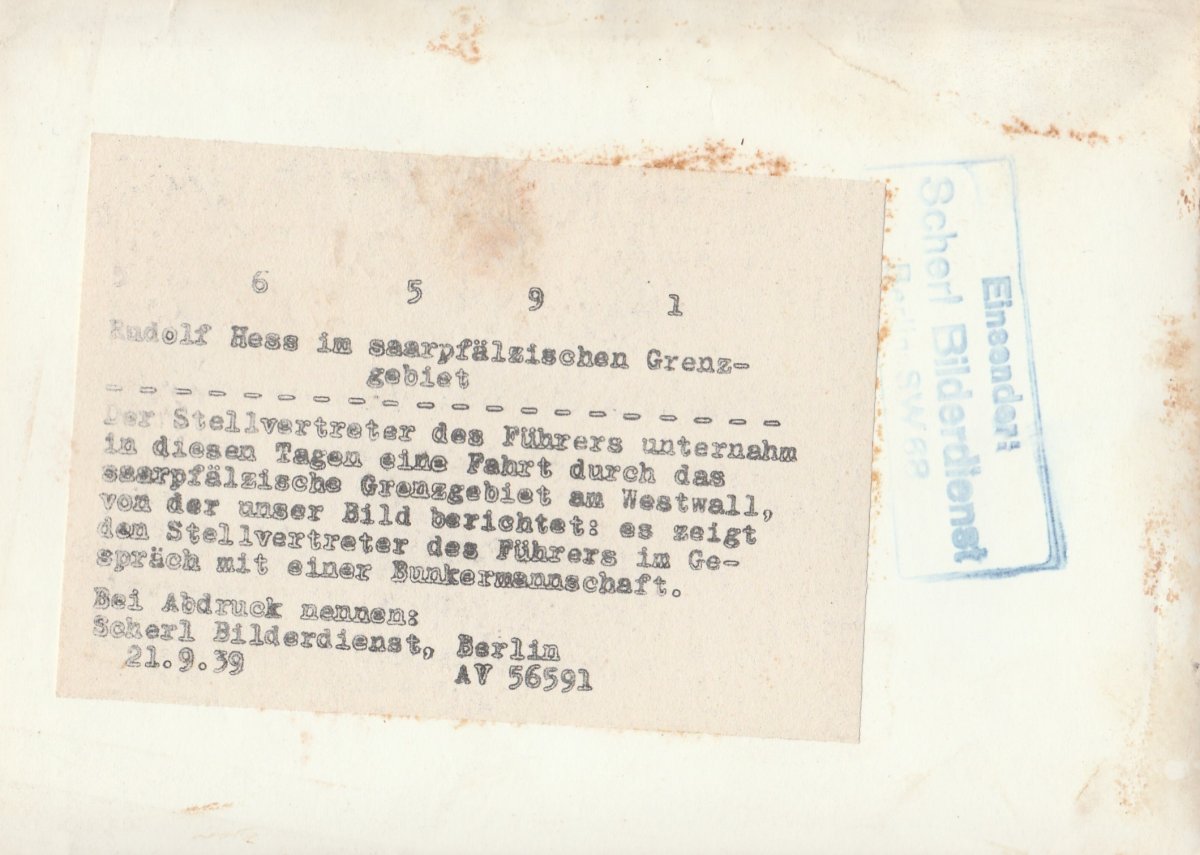 6 5 9 1
Rudolf Hess im saarpfälzischen Grenz-
gebiet
- - - - - - - - - - - - - - - - - - - -
Der Stellvertreter des Führers unternahm
in diesen Tagen eine Fahrt durch das
saarpfälzische Grenzgebiet am Westwall,
von der unser Bild berichtet: es zeigt
den Stellvertreter des Führers im Ge-
spräch mit einer Bunkermannschaft.
Bei Abdruck nennen:
Scherl Bilderdienst, Berlin
21.9.39 AV 56591
Einsender:
Scherl Bilderdienst
Berlin SW 68